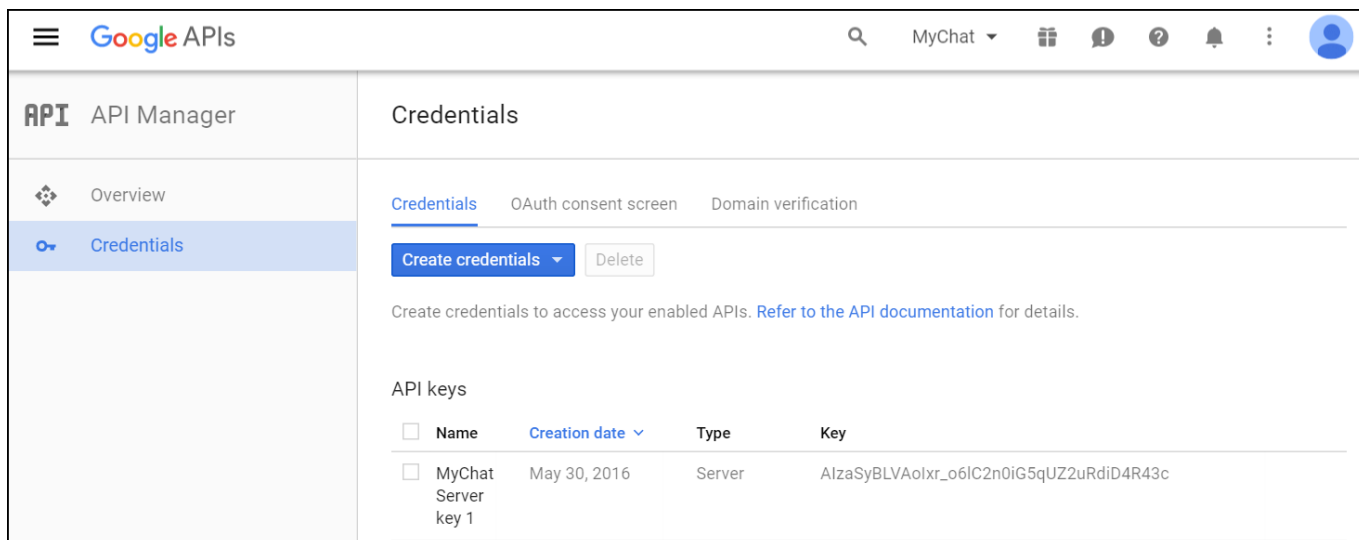 Google APIs
MyChat
API API Manager
Credentials
Overview
Credentials
Credentials OAuth consent screen Domain verification
Create credentials Delete
Create credentials to access your enabled APIs. Refer to the API documentation for details.
API keys
Name Creation date Type Key
MyChat May 30, 2016 Server AIzaSyBLVAoIxr_o6lC2n0iG5qUZ2uRdiD4R43c
Server
key 1